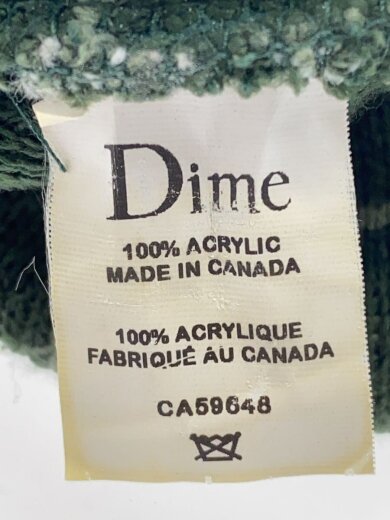 Dime
100% ACRYLIC
MADE IN CANADA
100% ACRYLIQUE
FABRIQUÉ AU CANADA
CA59648